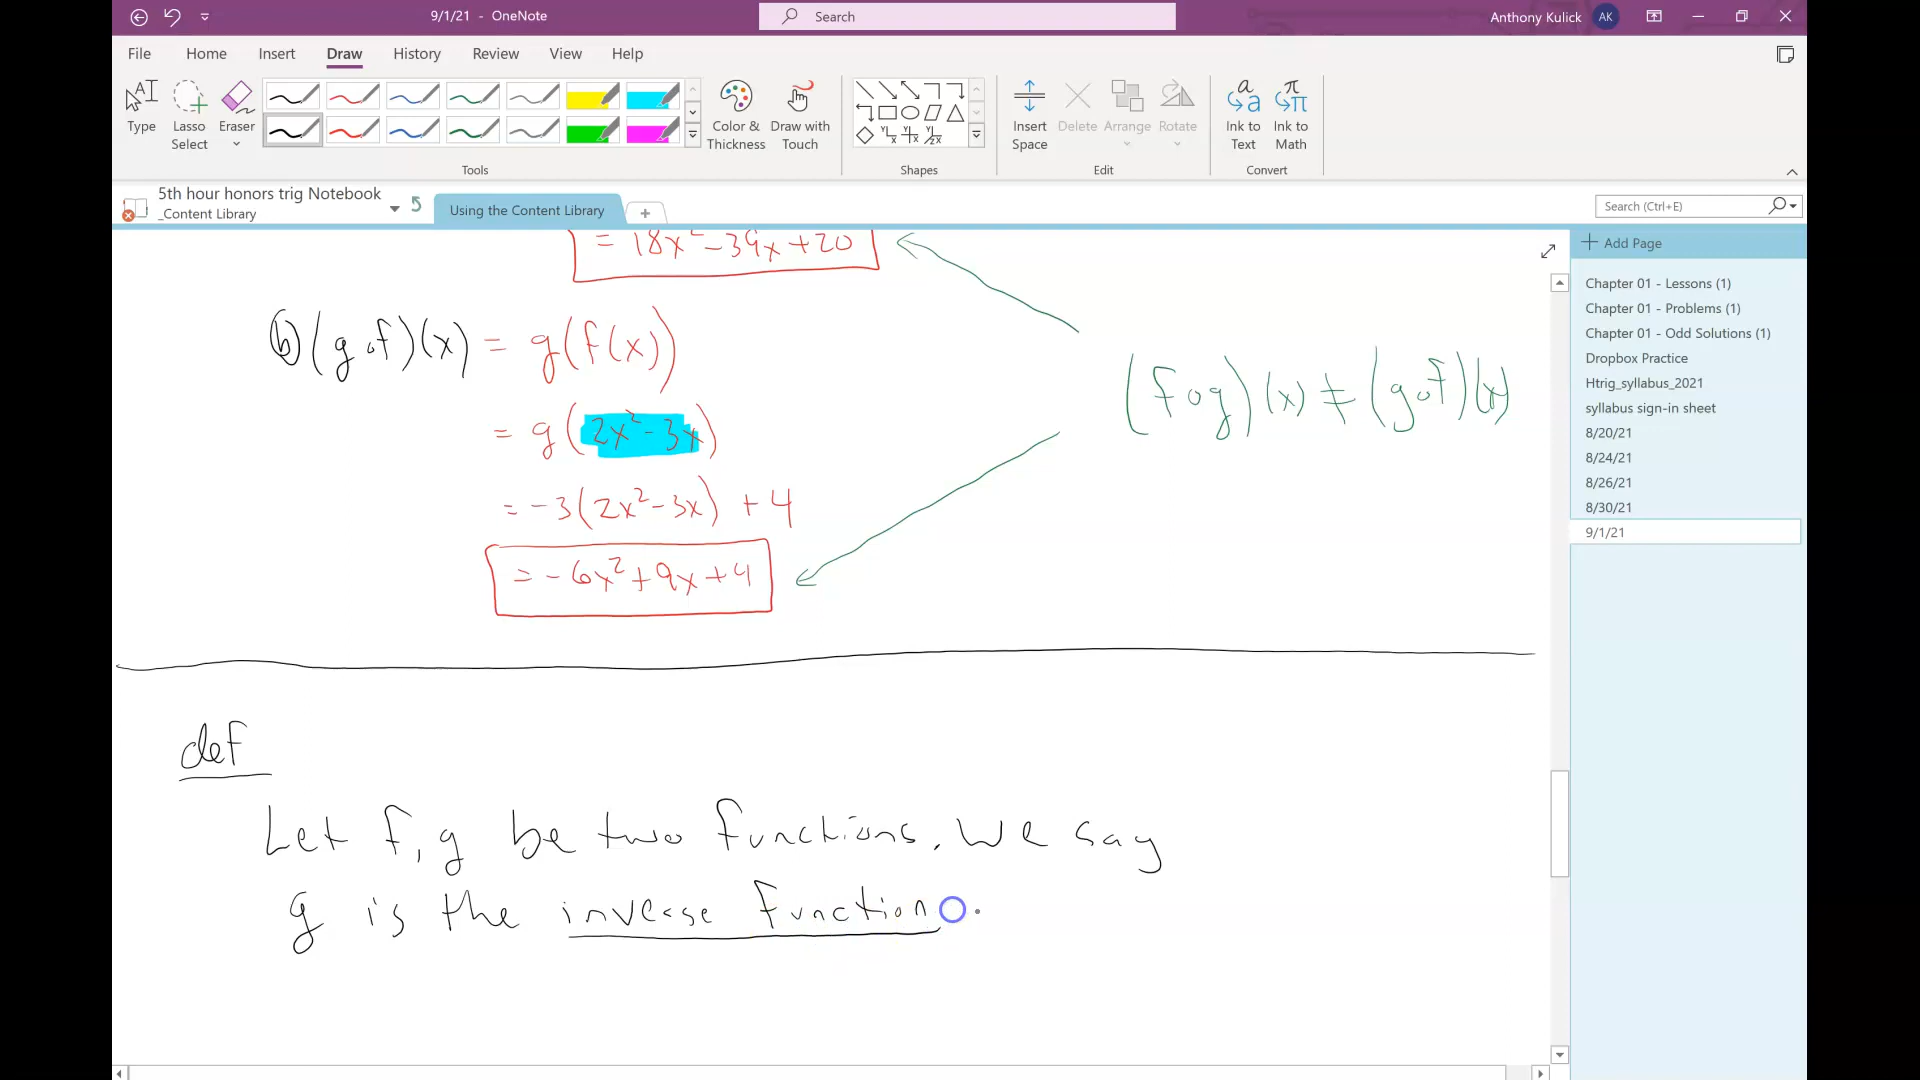 9/1/21 - OneNote
Search
Anthony Kulick AK
File Home Insert Draw History Review View Help
Type
Lasso Select
Eraser
Color & Thickness
Draw with Touch
Insert Space
Delete
Arrange
Rotate
Ink to Text
Ink to Math
Tools Shapes Edit Convert
5th hour honors trig Notebook
_Content Library
Using the Content Library
Search (Ctrl+E)
Add Page
Chapter 01 - Lessons (1)
Chapter 01 - Problems (1)
Chapter 01 - Odd Solutions (1)
Dropbox Practice
Htrig_syllabus_2021
syllabus sign-in sheet
8/20/21
8/24/21
8/26/21
8/30/21
9/1/21
= 18x² - 39x + 20
b (g∘f)(x) = g(f(x))
= g(2x² - 3x)
= -3(2x² - 3x) + 4
= -6x² + 9x + 4
(f∘g)(x) ≠ (g∘f)(x)
def
Let f, g be two functions. We say
g is the inverse function